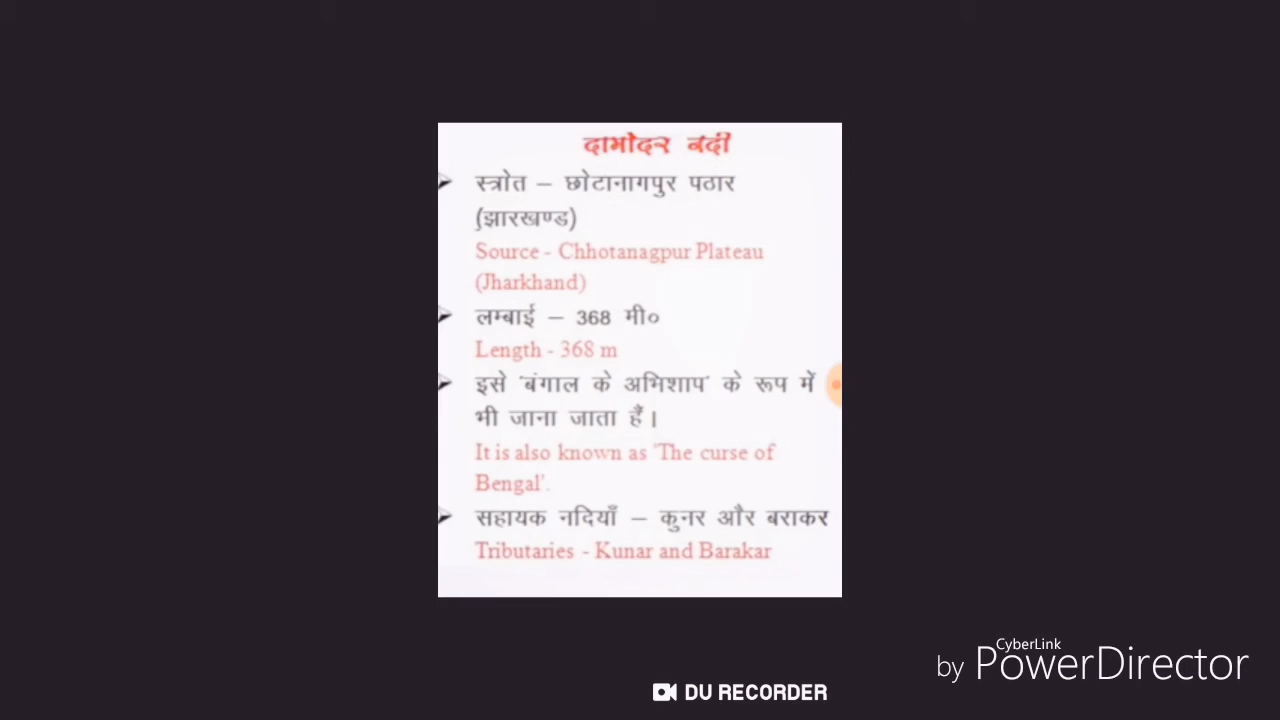 दामोदर नदी
स्त्रोत – छोटानागपुर पठार
(झारखण्ड)
Source - Chhotanagpur Plateau
(Jharkhand)
लम्बाई – 368 मी०
Length - 368 m
इसे 'बंगाल के अभिशाप' के रूप में
भी जाना जाता हैं।
It is also known as 'The curse of
Bengal'.
सहायक नदियाँ – कुनर और बराकर
Tributaries - Kunar and Barakar
CyberLink
by PowerDirector
DU RECORDER